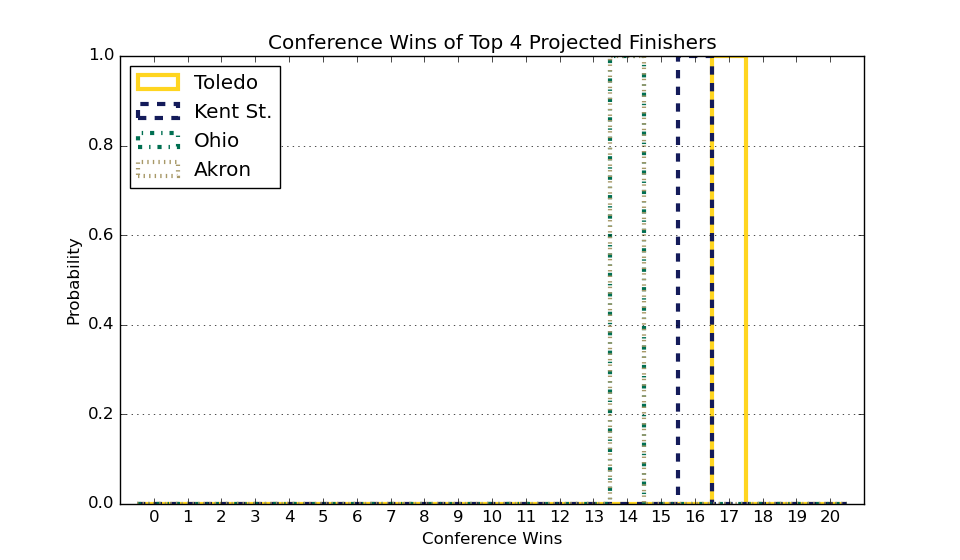 Conference Wins of Top 4 Projected Finishers
1.0
0.8
0.6
0.4
0.2
0.0
Probability
Toledo
Kent St.
Ohio
Akron
0 1 2 3 4 5 6 7 8 9 10 11 12 13 14 15 16 17 18 19 20
Conference Wins